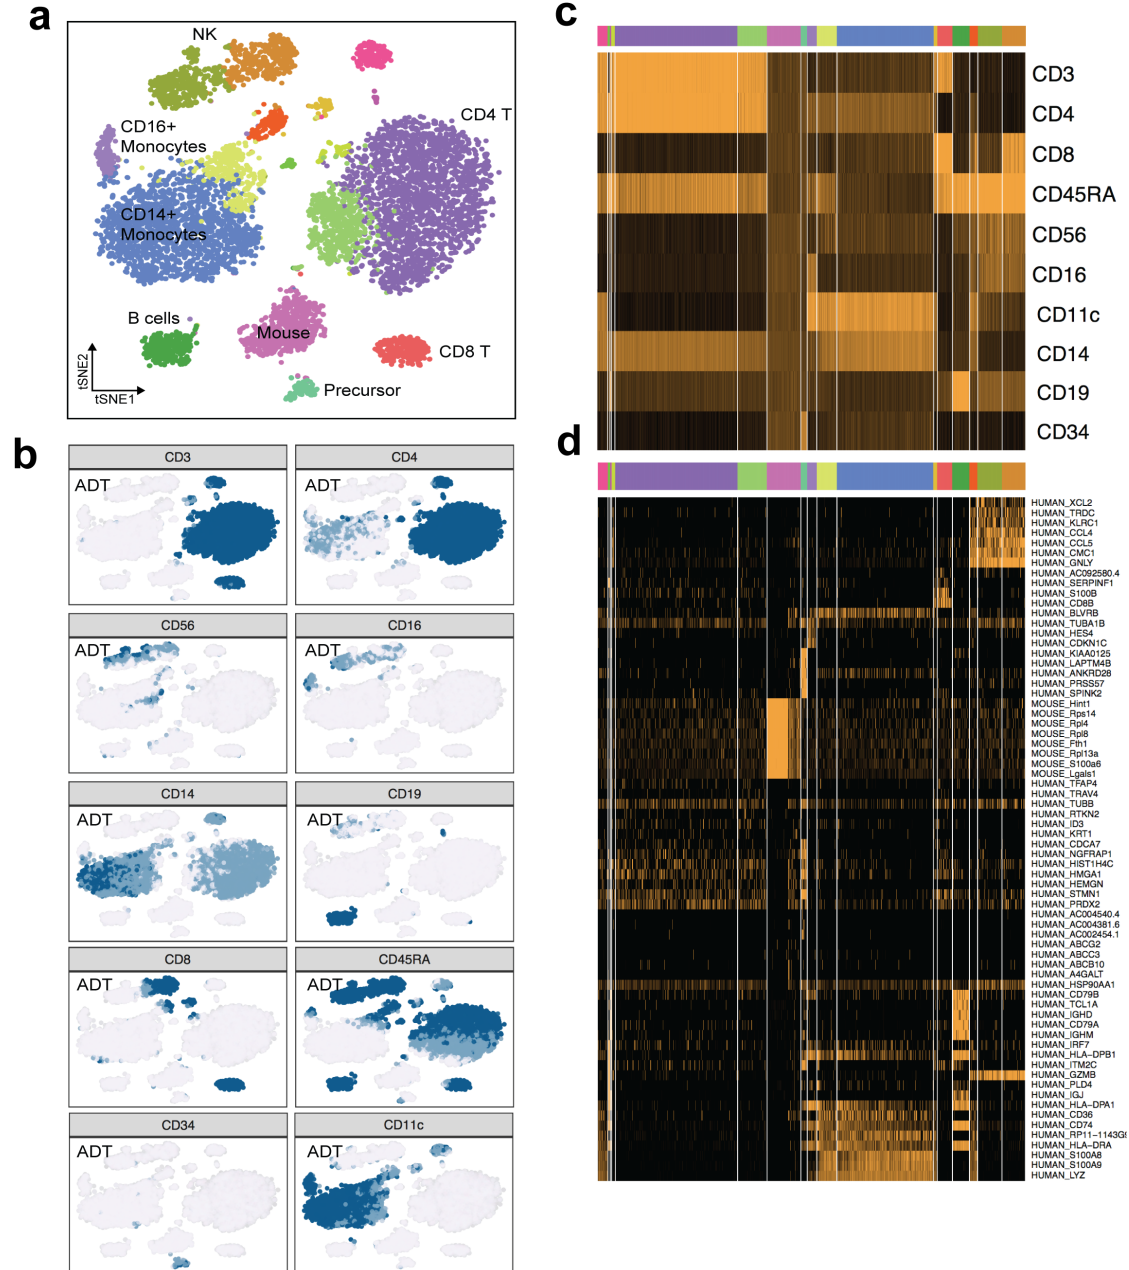 a
NK
CD4 T
CD16+
Monocytes
CD14+
Monocytes
B cells
Mouse
CD8 T
Precursor
tSNE2
tSNE1
b
CD3
CD4
ADT
ADT
CD56
CD16
ADT
ADT
CD14
CD19
ADT
ADT
CD8
CD45RA
ADT
ADT
CD34
CD11c
ADT
ADT
c
CD3
CD4
CD8
CD45RA
CD56
CD16
CD11c
CD14
CD19
CD34
d
HUMAN_XCL2
HUMAN_TRDC
HUMAN_KLRC1
HUMAN_CCL4
HUMAN_CCL5
HUMAN_CMC1
HUMAN_GNLY
HUMAN_AC092580.4
HUMAN_SERPINF1
HUMAN_S100B
HUMAN_CD8B
HUMAN_BLVRB
HUMAN_TUBA1B
HUMAN_HES4
HUMAN_CDKN1C
HUMAN_KIAA0125
HUMAN_LAPTM4B
HUMAN_ANKRD28
HUMAN_PRSS57
HUMAN_SPINK2
MOUSE_Hint1
MOUSE_Rps14
MOUSE_Rpl4
MOUSE_Rpl8
MOUSE_Fth1
MOUSE_Rpl13a
MOUSE_S100a6
MOUSE_Lgals1
HUMAN_TFAP4
HUMAN_TRAV4
HUMAN_TUBB
HUMAN_RTKN2
HUMAN_ID3
HUMAN_KRT1
HUMAN_CDCA7
HUMAN_NGFRAP1
HUMAN_HIST1H4C
HUMAN_HMGA1
HUMAN_HEMGN
HUMAN_STMN1
HUMAN_PRDX2
HUMAN_AC004540.4
HUMAN_AC004381.6
HUMAN_AC002454.1
HUMAN_ABCG2
HUMAN_ABCC3
HUMAN_ABCB10
HUMAN_A4GALT
HUMAN_HSP90AA1
HUMAN_CD79B
HUMAN_TCL1A
HUMAN_IGHD
HUMAN_CD79A
HUMAN_IGHM
HUMAN_IRF7
HUMAN_HLA-DPB1
HUMAN_ITM2C
HUMAN_GZMB
HUMAN_PLD4
HUMAN_IGJ
HUMAN_HLA-DPA1
HUMAN_CD36
HUMAN_CD74
HUMAN_RP11-1143G9
HUMAN_HLA-DRA
HUMAN_S100A8
HUMAN_S100A9
HUMAN_LYZ